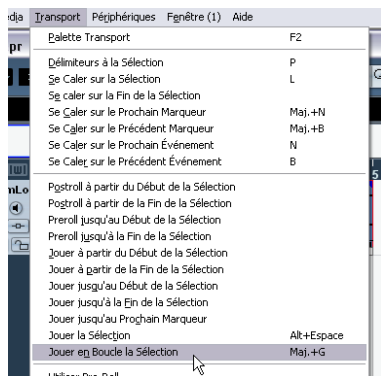 édia Transport Périphériques Fenêtre (1) Aide
pr
Palette Transport F2
Délimiteurs à la Sélection P
Se Caler sur la Sélection L
Se caler sur la Fin de la Sélection
Se Caler sur le Prochain Marqueur Maj.+N
Se Caler sur le Précédent Marqueur Maj.+B
Se Caler sur le Prochain Événement N
Se Caler sur le Précédent Événement B
Postroll à partir du Début de la Sélection
Postroll à partir de la Fin de la Sélection
Preroll jusqu'au Début de la Sélection
Preroll jusqu'à la Fin de la Sélection
Jouer à partir du Début de la Sélection
Jouer à partir de la Fin de la Sélection
Jouer jusqu'au Début de la Sélection
Jouer jusqu'à la Fin de la Sélection
Jouer jusqu'au Prochain Marqueur
Jouer la Sélection Alt+Espace
Jouer en Boucle la Sélection Maj.+G
5
nLo